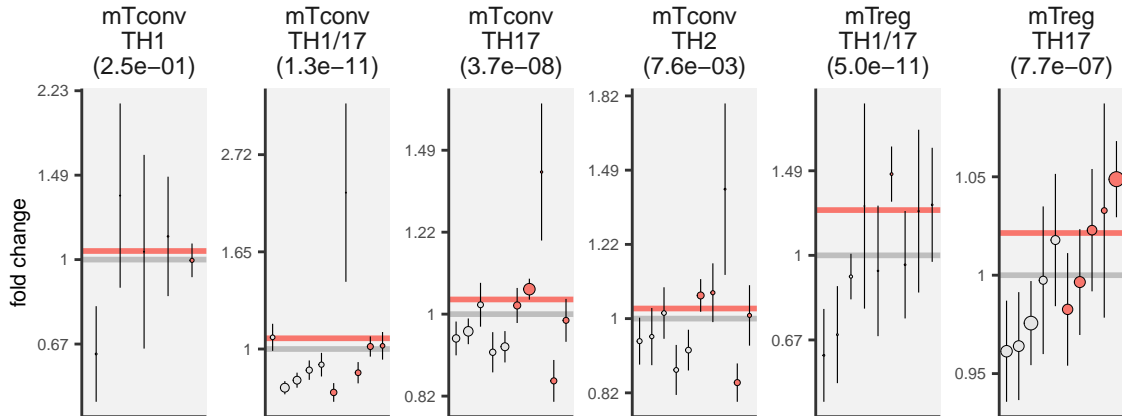 mTconv
TH1
(2.5e−01)
mTconv
TH1/17
(1.3e−11)
mTconv
TH17
(3.7e−08)
mTconv
TH2
(7.6e−03)
mTreg
TH1/17
(5.0e−11)
mTreg
TH17
(7.7e−07)
fold change
2.23
1.49
1
0.67
2.72
1.65
1
1.49
1.22
1
0.82
1.82
1.49
1.22
1
0.82
1.49
1
0.67
1.05
1
0.95